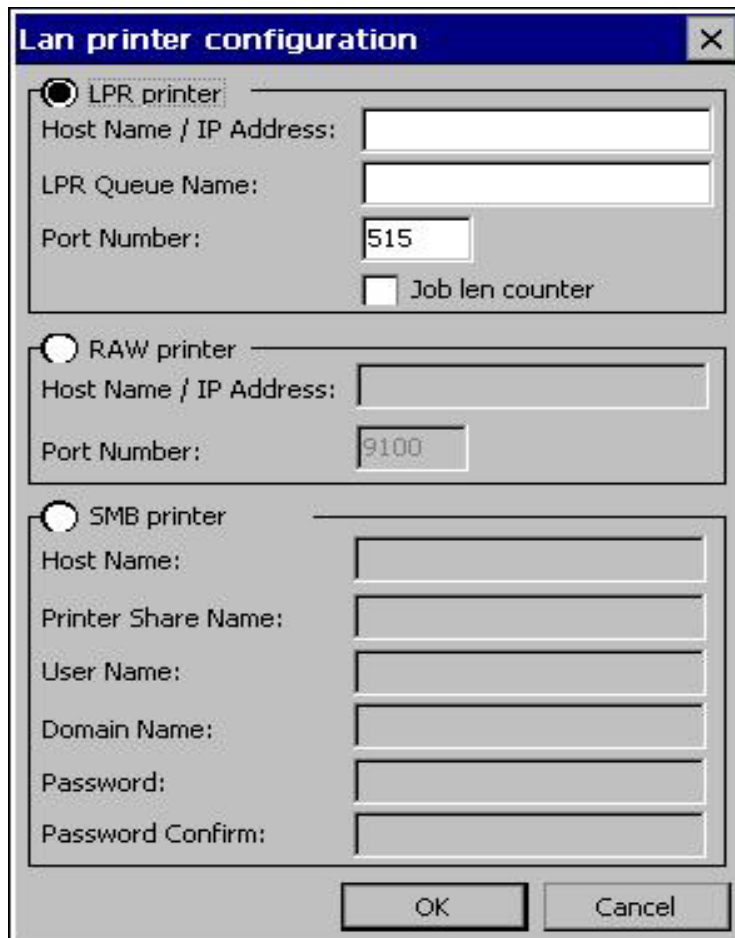 Lan printer configuration
LPR printer
Host Name / IP Address:
LPR Queue Name:
Port Number: 515
Job len counter
RAW printer
Host Name / IP Address:
Port Number: 9100
SMB printer
Host Name:
Printer Share Name:
User Name:
Domain Name:
Password:
Password Confirm:
OK Cancel